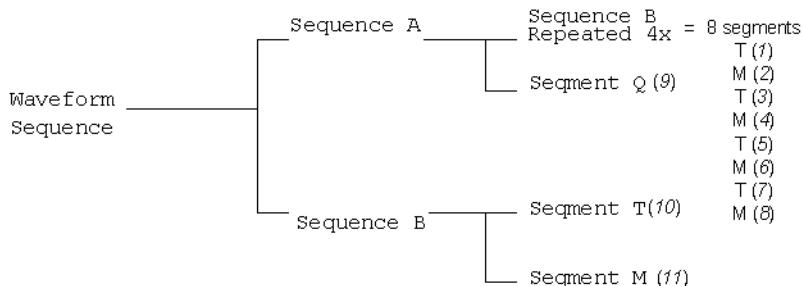 Sequence A
Sequence B
Repeated 4x = 8 segments
T (1)
M (2)
T (3)
M (4)
T (5)
M (6)
T (7)
M (8)
Seqment Q (9)
Waveform
Sequence
Sequence B
Seqment T(10)
Seqment M (11)